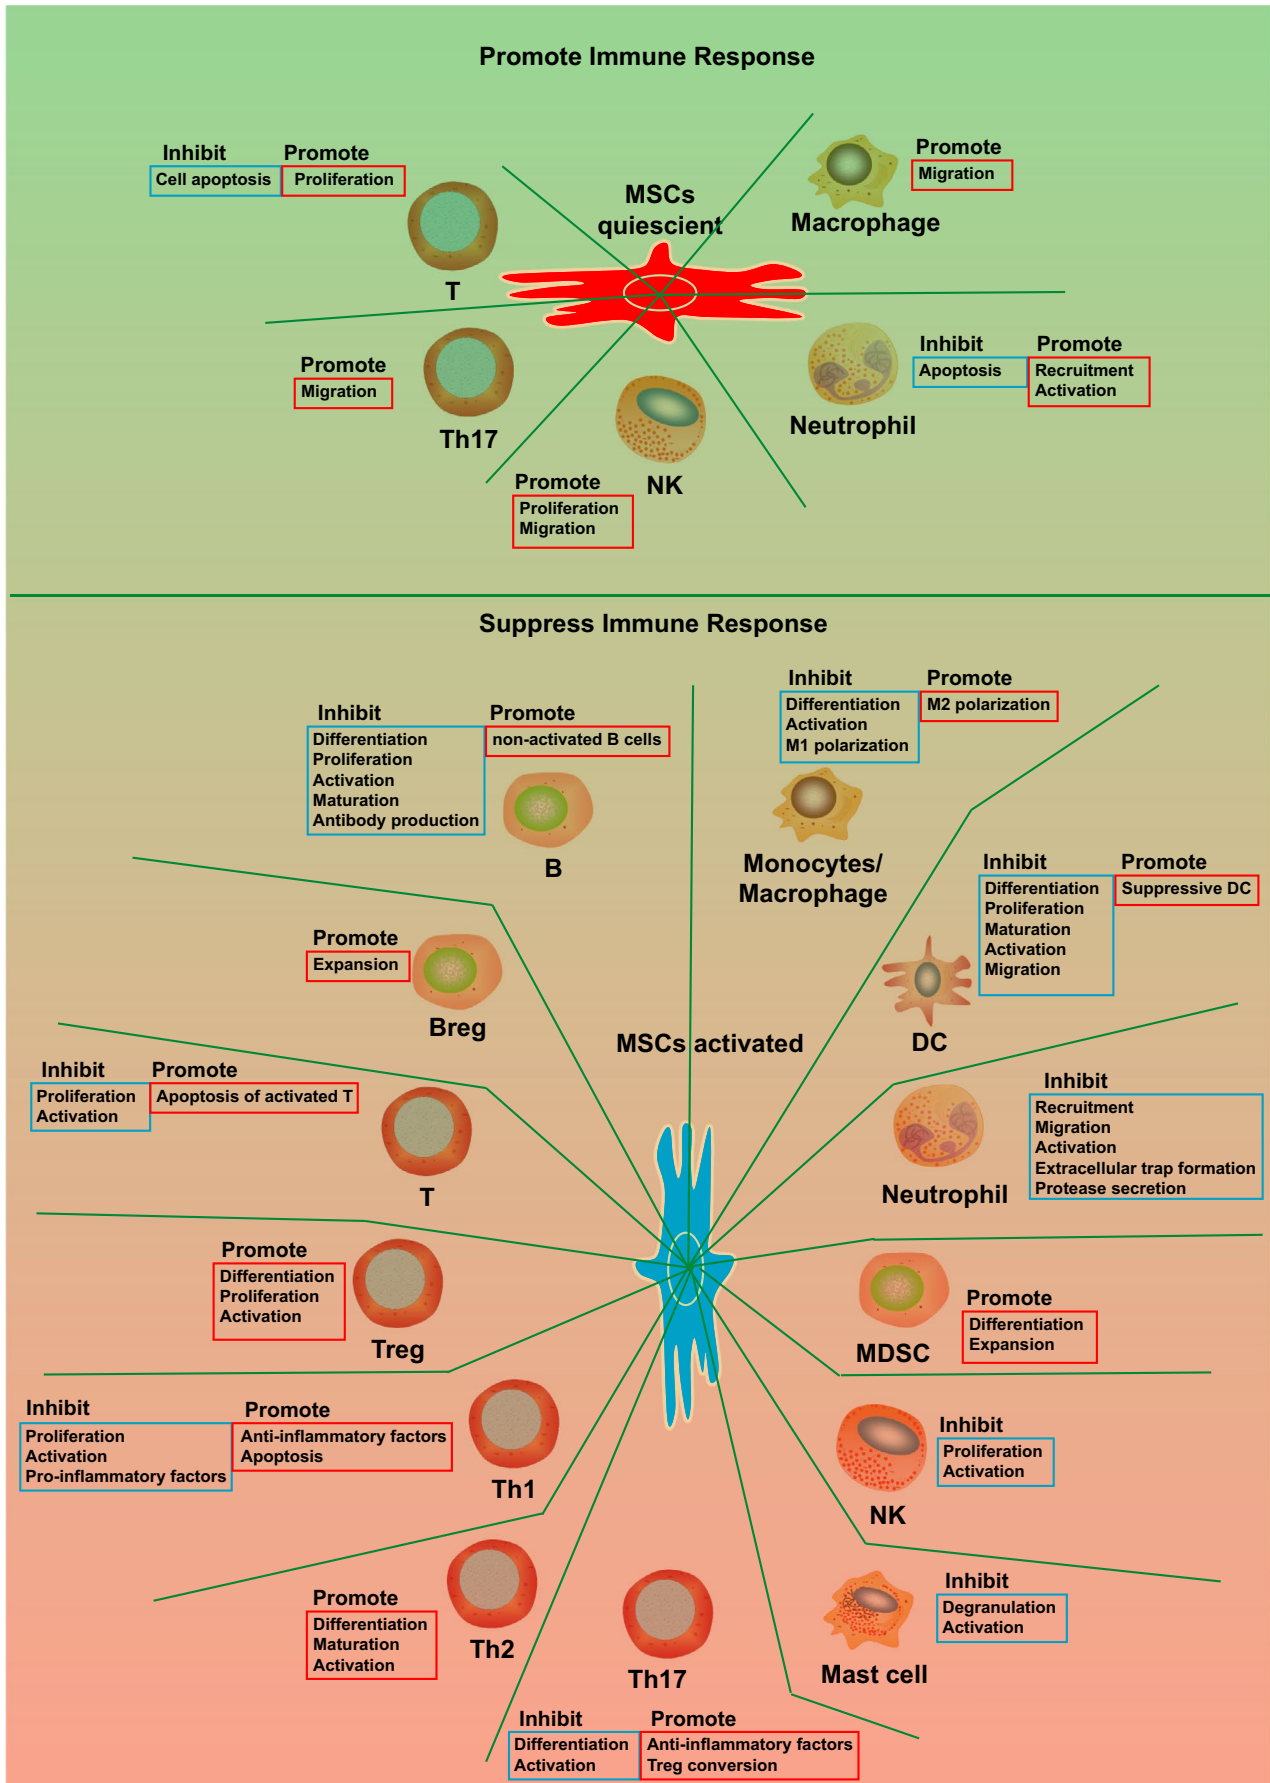 Promote Immune Response
Inhibit Promote
Cell apoptosis Proliferation
T
MSCs
quiescient
Promote
Migration
Macrophage
Promote
Migration
Th17
Promote
Proliferation
Migration
NK
Inhibit Promote
Apoptosis Recruitment
Activation
Neutrophil
Suppress Immune Response
Inhibit Promote
Differentiation non-activated B cells
Proliferation
Activation
Maturation
Antibody production
B
Inhibit Promote
Differentiation M2 polarization
Activation
M1 polarization
Monocytes/
Macrophage
Promote
Expansion
Breg
Inhibit Promote
Differentiation Suppressive DC
Proliferation
Maturation
Activation
Migration
DC
MSCs activated
Inhibit Promote
Proliferation Apoptosis of activated T
Activation
T
Inhibit
Recruitment
Migration
Activation
Extracellular trap formation
Protease secretion
Neutrophil
Promote
Differentiation
Proliferation
Activation
Treg
Promote
Differentiation
Expansion
MDSC
Inhibit Promote
Proliferation Anti-inflammatory factors
Activation Apoptosis
Pro-inflammatory factors
Th1
Inhibit
Proliferation
Activation
NK
Promote
Differentiation
Maturation
Activation
Th2
Inhibit
Degranulation
Activation
Mast cell
Th17
Inhibit Promote
Differentiation Anti-inflammatory factors
Activation Treg conversion